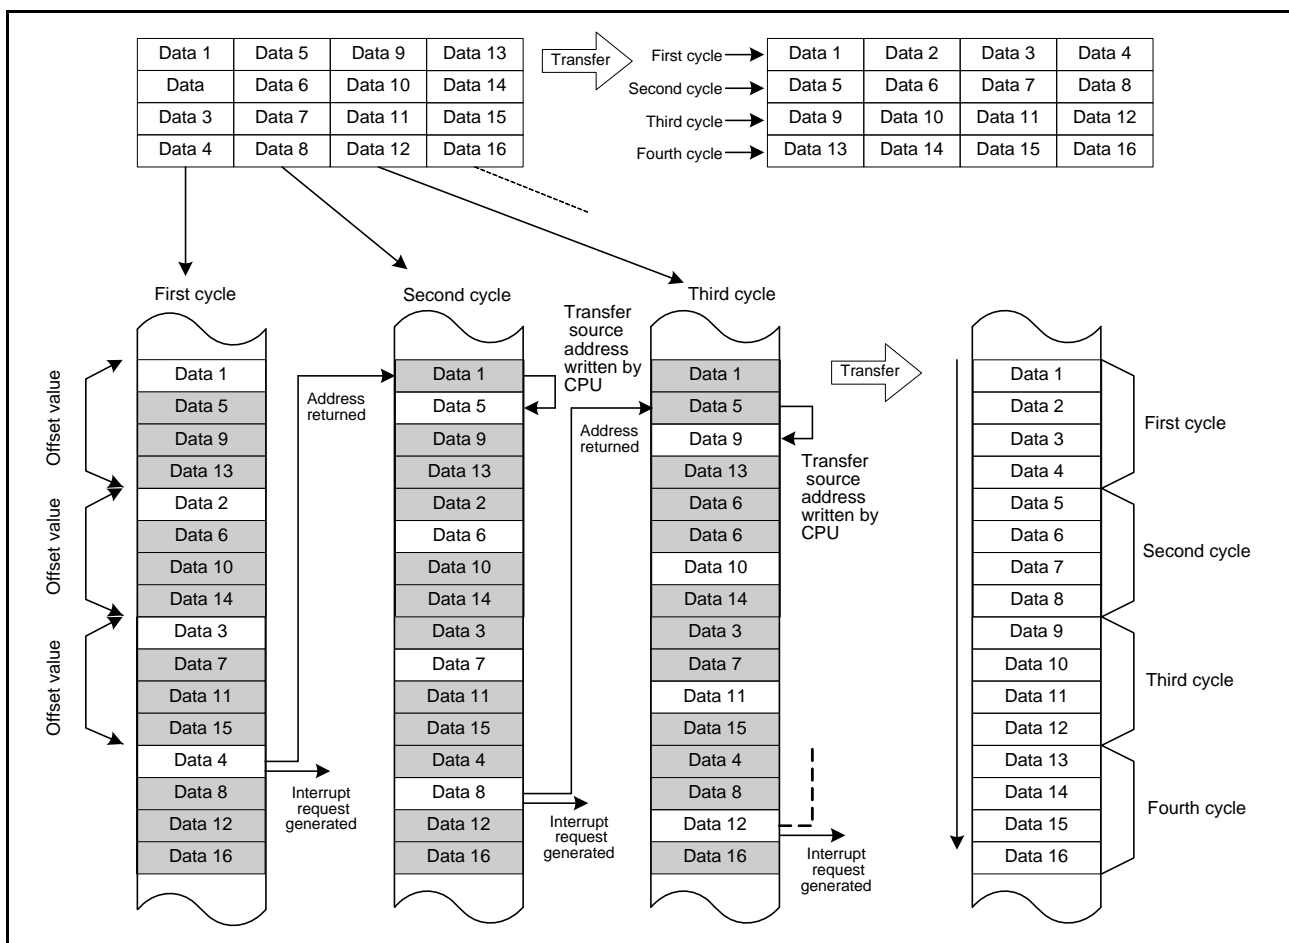 Data 1 Data 5 Data 9 Data 13
Data Data 6 Data 10 Data 14
Data 3 Data 7 Data 11 Data 15
Data 4 Data 8 Data 12 Data 16
Transfer
First cycle Data 1 Data 2 Data 3 Data 4
Second cycle Data 5 Data 6 Data 7 Data 8
Third cycle Data 9 Data 10 Data 11 Data 12
Fourth cycle Data 13 Data 14 Data 15 Data 16
First cycle
Offset value
Offset value
Offset value
Data 1
Data 5
Data 9
Data 13
Data 2
Data 6
Data 10
Data 14
Data 3
Data 7
Data 11
Data 15
Data 4
Data 8
Data 12
Data 16
Address
returned
Interrupt
request
generated
Second cycle
Data 1
Data 5
Data 9
Data 13
Data 2
Data 6
Data 10
Data 14
Data 3
Data 7
Data 11
Data 15
Data 4
Data 8
Data 12
Data 16
Transfer
source
address
written by
CPU
Address
returned
Interrupt
request
generated
Third cycle
Data 1
Data 5
Data 9
Data 13
Data 6
Data 6
Data 10
Data 14
Data 3
Data 7
Data 11
Data 15
Data 4
Data 8
Data 12
Data 16
Transfer
source
address
written by
CPU
Interrupt
request
generated
Transfer
Data 1
Data 2
Data 3
Data 4
Data 5
Data 6
Data 7
Data 8
Data 9
Data 10
Data 11
Data 12
Data 13
Data 14
Data 15
Data 16
First cycle
Second cycle
Third cycle
Fourth cycle